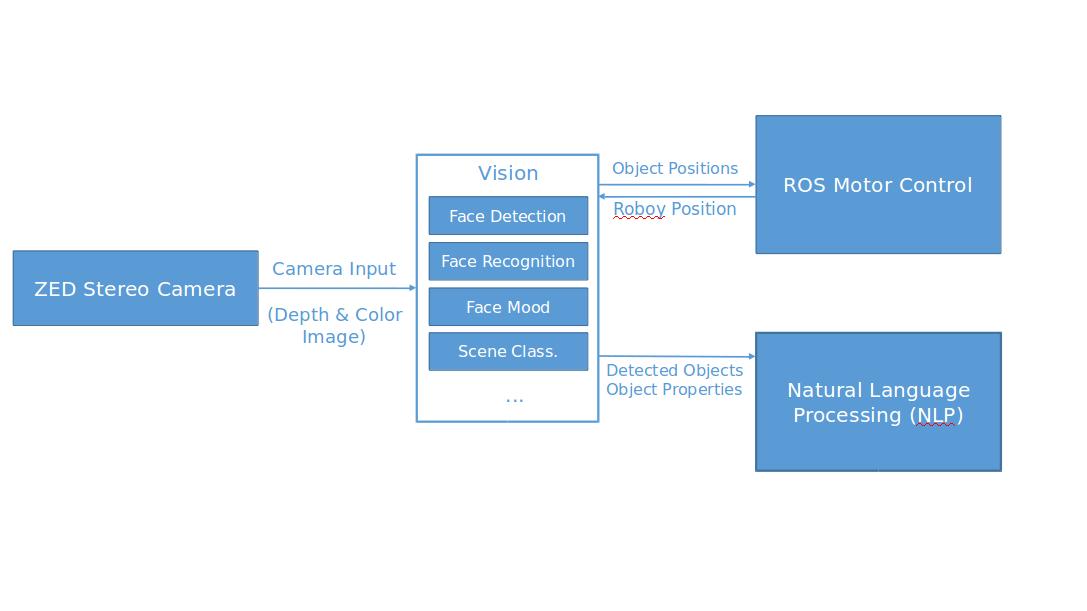 ZED Stereo Camera
Camera Input
(Depth & Color
Image)
Vision
Face Detection
Face Recognition
Face Mood
Scene Class.
...
Object Positions
Roboy Position
Detected Objects
Object Properties
ROS Motor Control
Natural Language
Processing (NLP)